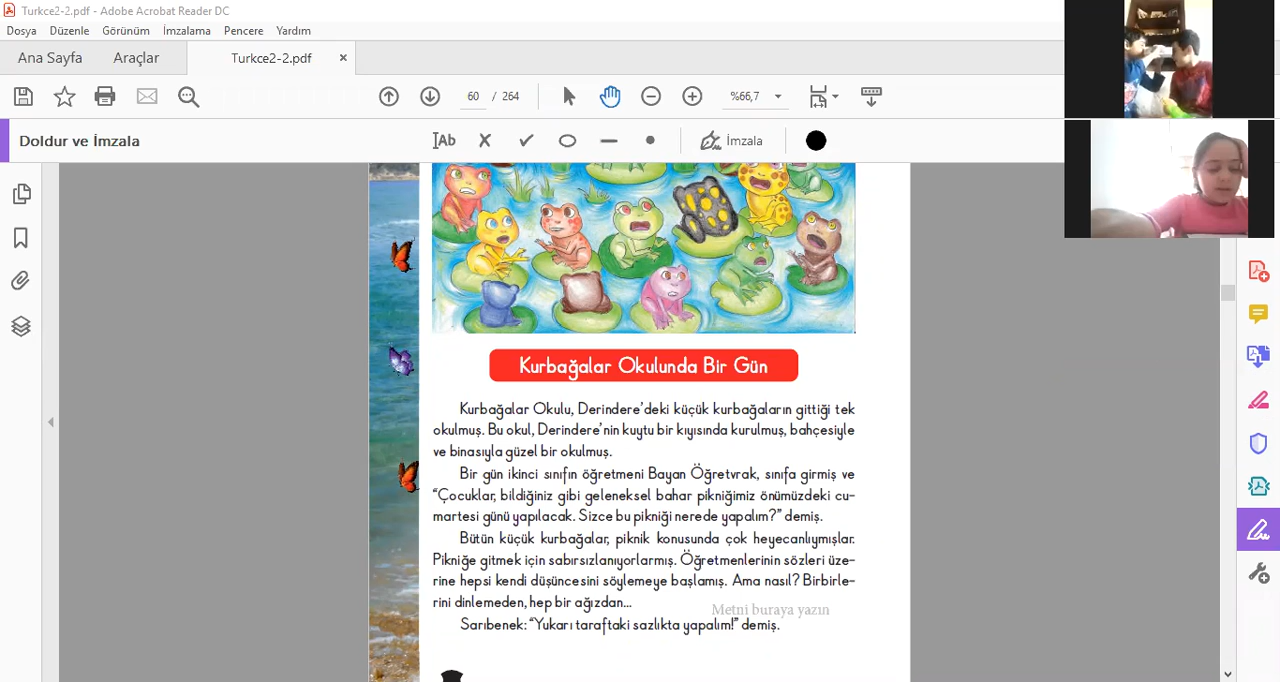 Turkce2-2.pdf - Adobe Acrobat Reader DC
Dosya Düzenle Görünüm İmzalama Pencere Yardım
Ana Sayfa Araçlar Turkce2-2.pdf ×
60 / 264 %66,7
Doldur ve İmzala
Ab İmzala
Kurbağalar Okulunda Bir Gün
Kurbağalar Okulu, Derindere'deki küçük kurbağaların gittiği tek
okulmuş. Bu okul, Derindere'nin kuytu bir kıyısında kurulmuş, bahçesiyle
ve binasıyla güzel bir okulmuş.
Bir gün ikinci sınıfın öğretmeni Bayan Öğretvrak, sınıfa girmiş ve
“Çocuklar, bildiğiniz gibi geleneksel bahar pikniğimiz önümüzdeki cu-
martesi günü yapılacak. Sizce bu pikniği nerede yapalım?” demiş.
Bütün küçük kurbağalar, piknik konusunda çok heyecanlıymışlar.
Pikniğe gitmek için sabırsızlanıyorlarmış. Öğretmenlerinin sözleri üze-
rine hepsi kendi düşüncesini söylemeye başlamış. Ama nasıl? Birbirle-
rini dinlemeden, hep bir ağızdan...
Metni buraya yazın
Sarıbenek: “Yukarı taraftaki sazlıkta yapalım!” demiş.